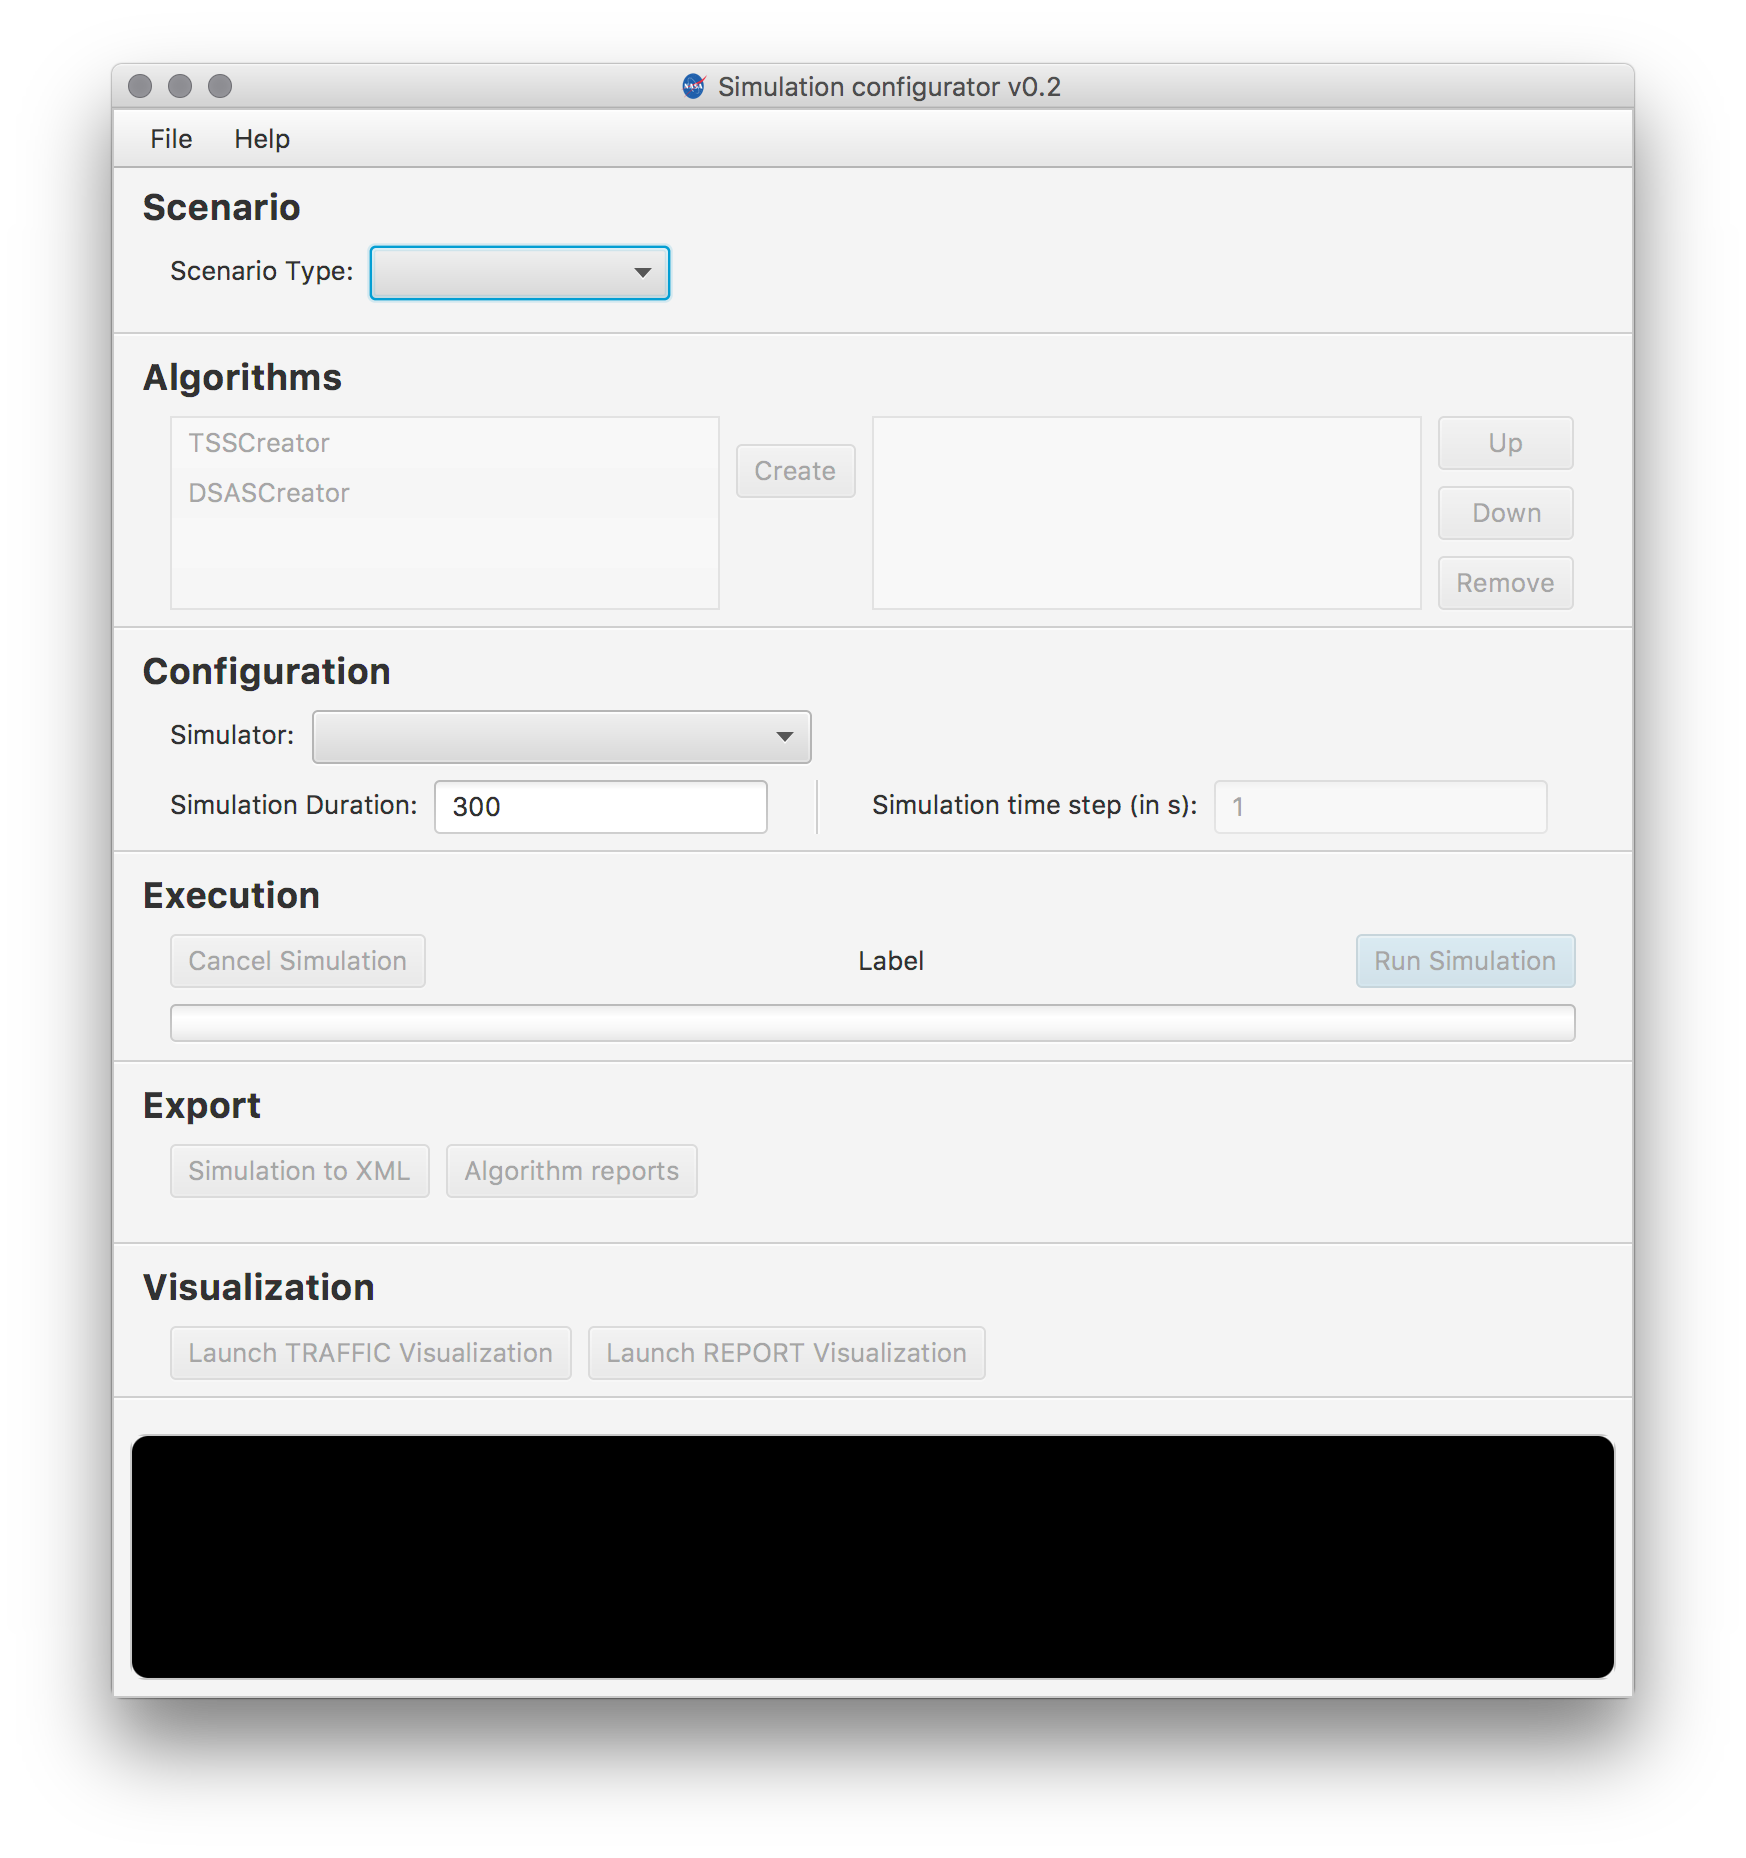 NASA Simulation configurator v0.2
File Help
Scenario
Scenario Type:
Algorithms
TSSCreator
DSASCreator
Create
Up
Down
Remove
Configuration
Simulator:
Simulation Duration: 300 Simulation time step (in s): 1
Execution
Cancel Simulation Label Run Simulation
Export
Simulation to XML Algorithm reports
Visualization
Launch TRAFFIC Visualization Launch REPORT Visualization